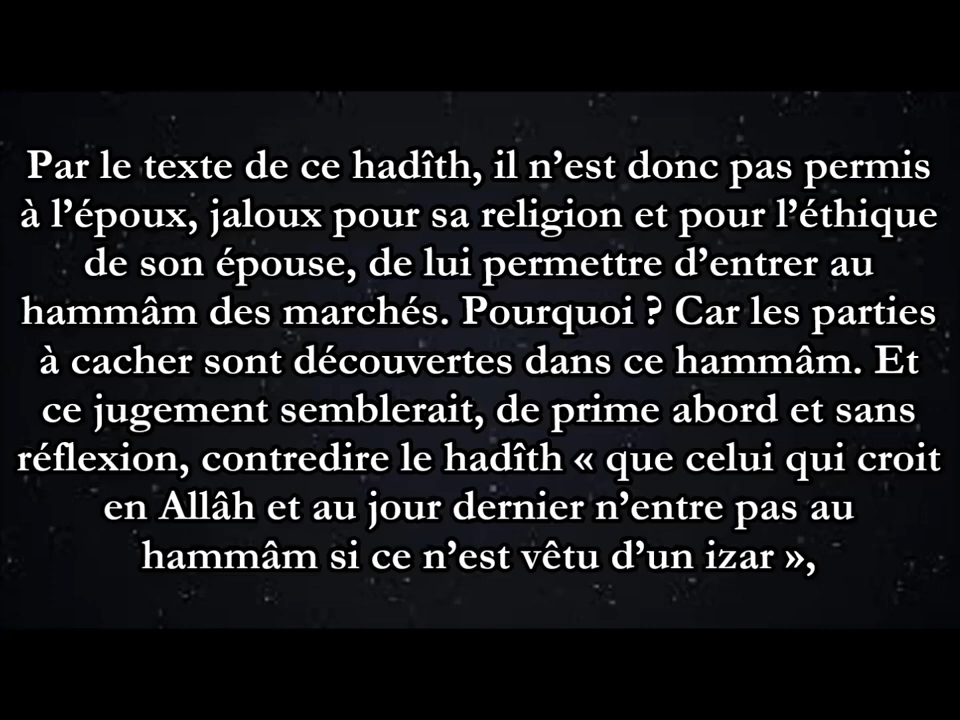 Par le texte de ce hadîth, il n’est donc pas permis
à l’époux, jaloux pour sa religion et pour l’éthique
de son épouse, de lui permettre d’entrer au
hammâm des marchés. Pourquoi ? Car les parties
à cacher sont découvertes dans ce hammâm. Et
ce jugement semblerait, de prime abord et sans
réflexion, contredire le hadîth « que celui qui croit
en Allâh et au jour dernier n’entre pas au
hammâm si ce n’est vêtu d’un izar »,